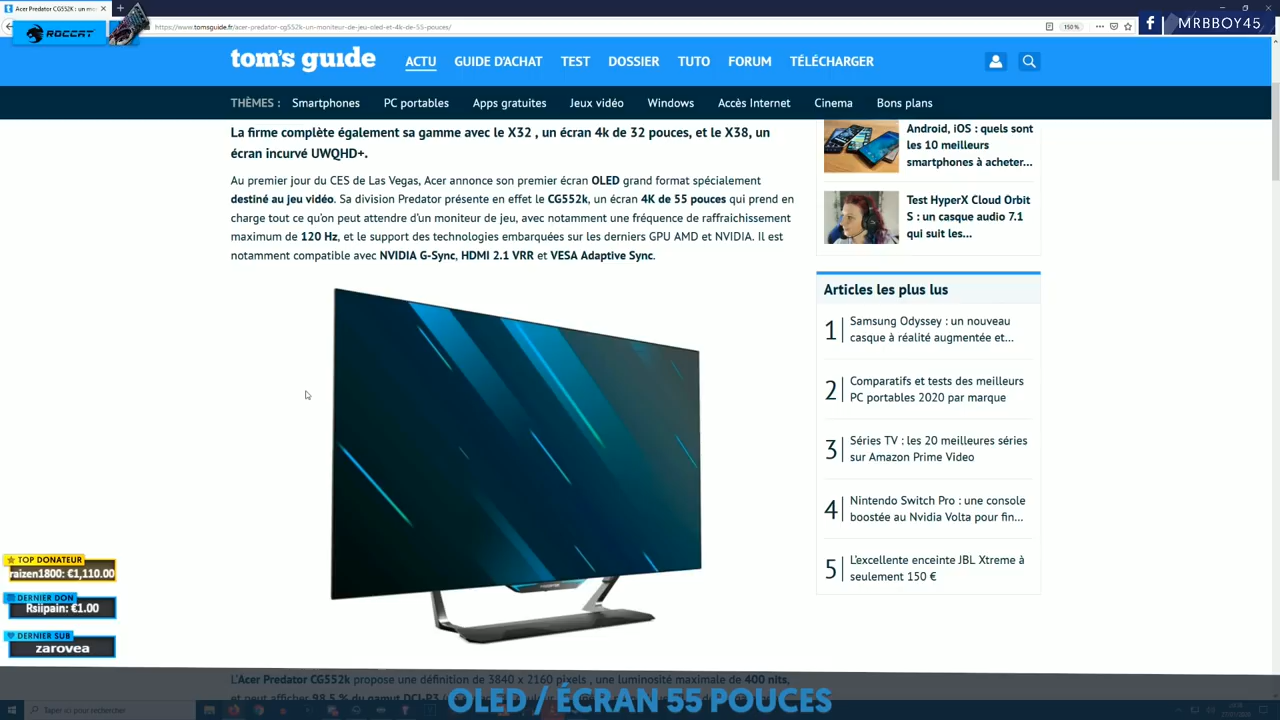 Acer Predator CG552K : un mon
https://www.tomsguide.fr/acer-predator-cg552k-un-moniteur-de-jeu-oled-et-4k-de-55-pouces/
150%
ROCCAT
MRBBOY45
tom's guide
ACTU GUIDE D'ACHAT TEST DOSSIER TUTO FORUM TÉLÉCHARGER
THÈMES : Smartphones PC portables Apps gratuites Jeux vidéo Windows Accès Internet Cinema Bons plans
La firme complète également sa gamme avec le X32 , un écran 4k de 32 pouces, et le X38, un
écran incurvé UWQHD+.
Au premier jour du CES de Las Vegas, Acer annonce son premier écran OLED grand format spécialement
destiné au jeu vidéo. Sa division Predator présente en effet le CG552k, un écran 4K de 55 pouces qui prend en
charge tout ce qu'on peut attendre d'un moniteur de jeu, avec notamment une fréquence de raffraichissement
maximum de 120 Hz, et le support des technologies embarquées sur les derniers GPU AMD et NVIDIA. Il est
notamment compatible avec NVIDIA G-Sync, HDMI 2.1 VRR et VESA Adaptive Sync.
Android, iOS : quels sont
les 10 meilleurs
smartphones à acheter...
Test HyperX Cloud Orbit
S : un casque audio 7.1
qui suit les...
Articles les plus lus
1 Samsung Odyssey : un nouveau
casque à réalité augmentée et...
2 Comparatifs et tests des meilleurs
PC portables 2020 par marque
3 Séries TV : les 20 meilleures séries
sur Amazon Prime Video
4 Nintendo Switch Pro : une console
boostée au Nvidia Volta pour fin...
5 L'excellente enceinte JBL Xtreme à
seulement 150 €
TOP DONATEUR
raizen1800: €1,110.00
DERNIER DON
Rsiipain: €1.00
DERNIER SUB
zarovea
L'Acer Predator CG552k propose une définition de 3840 x 2160 pixels , une luminosité maximale de 400 nits,
et peut afficher 98,5 % du gamut DCI-P3
OLED / ÉCRAN 55 POUCES
Taper ici pour rechercher